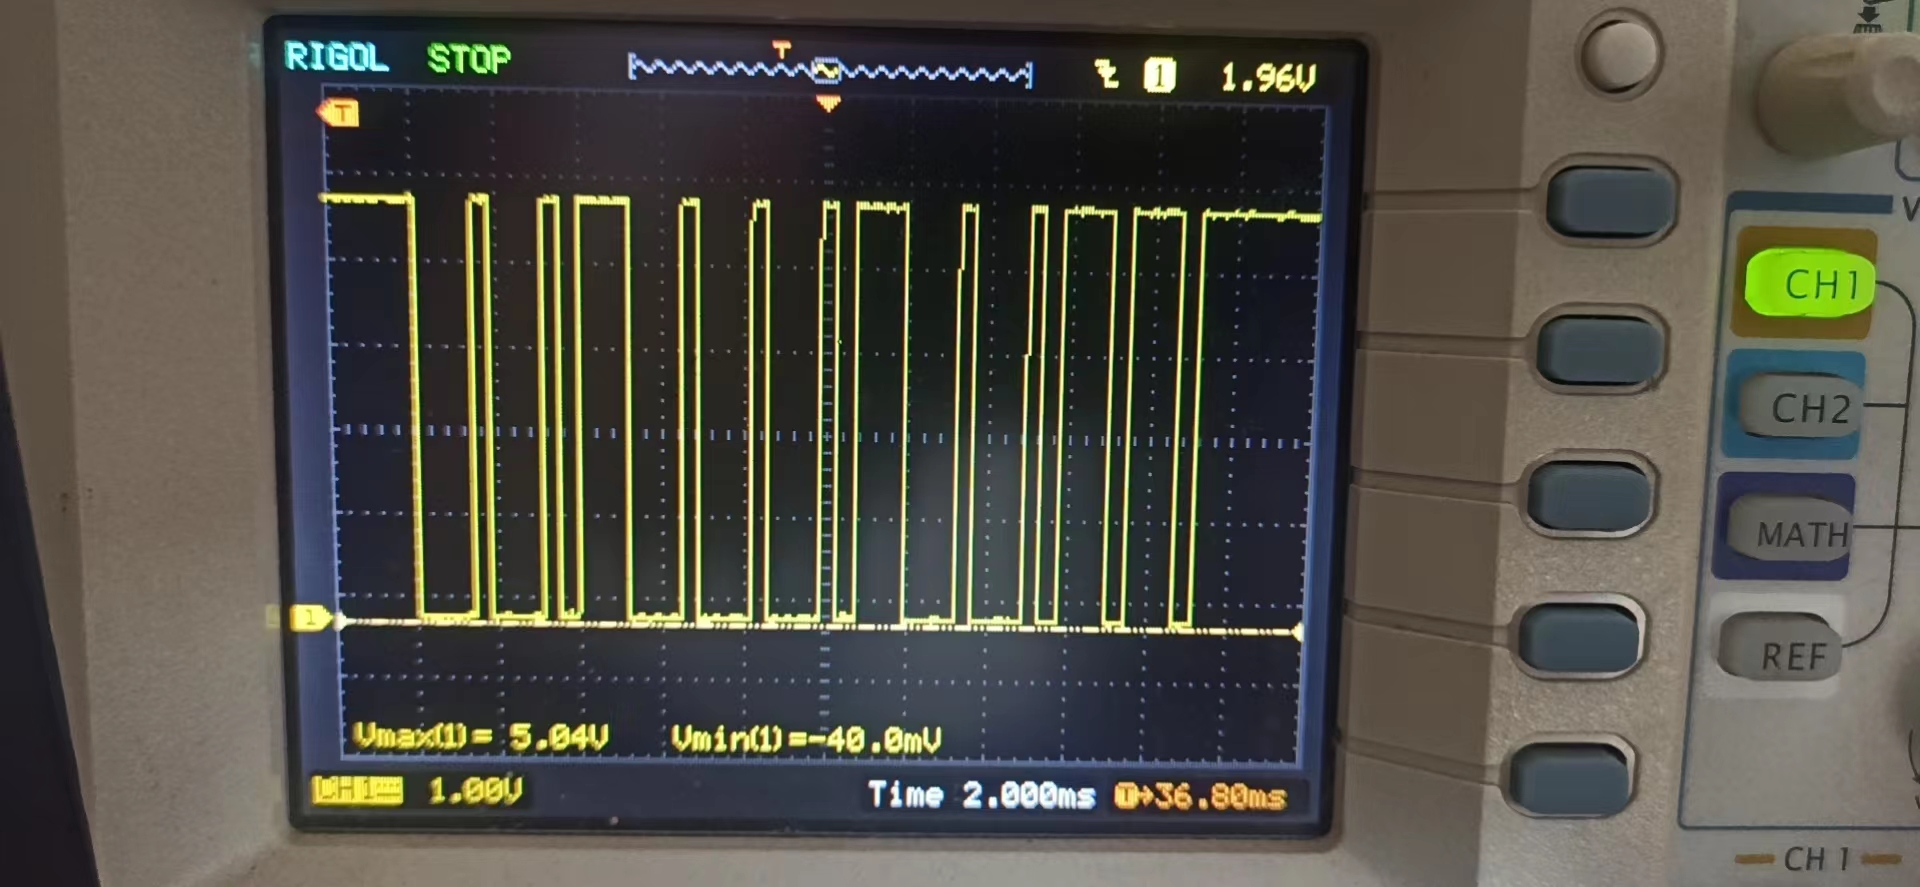 RIGOL STOP T 1 1.96V
T
1
Vmax(1)= 5.04V Vmin(1)=-40.0mV
CH1 1.00V Time 2.000ms T→36.80ms
CH1
CH2
MATH
REF
CH 1